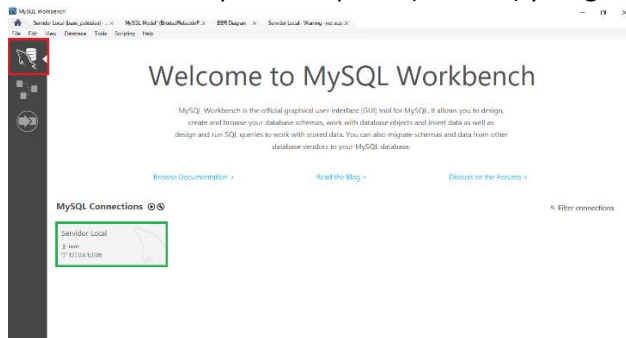 MySQL Workbench
Servidor Local (base_peliculas) ... × MySQL Model* (EntidadRelaciónP... × EER Diagram × Servidor Local - Warning - not sup... ×
File Edit View Database Tools Scripting Help
Welcome to MySQL Workbench
MySQL Workbench is the official graphical user interface (GUI) tool for MySQL. It allows you to design,
create and browse your database schemas, work with database objects and insert data as well as
design and run SQL queries to work with stored data. You can also migrate schemas and data from other
database vendors to your MySQL database.
Browse Documentation >
Read the Blog >
Discuss on the Forums >
MySQL Connections
Filter connections
Servidor Local
root
127.0.0.1:3306